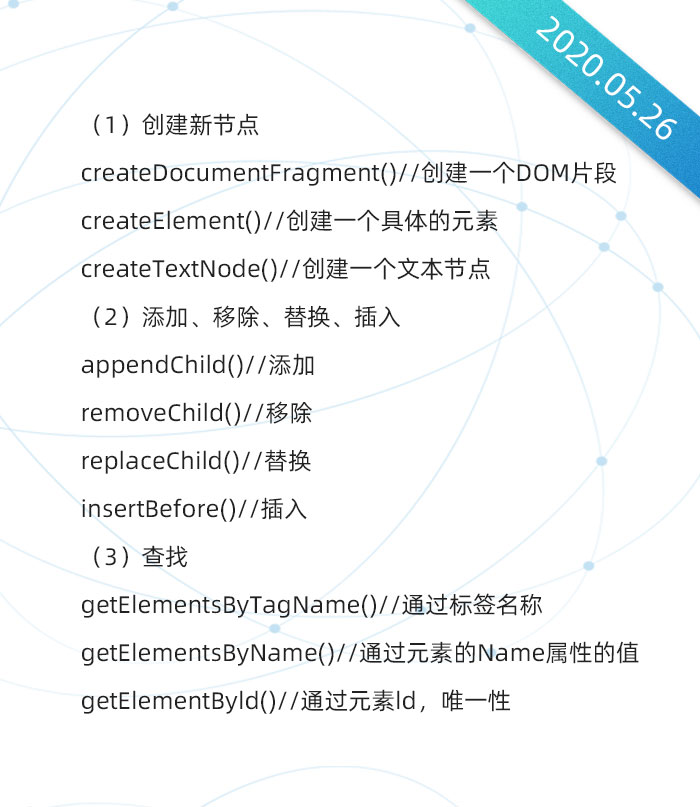 2020.05.26
（1）创建新节点
createDocumentFragment()//创建一个DOM片段
createElement()//创建一个具体的元素
createTextNode()//创建一个文本节点
（2）添加、移除、替换、插入
appendChild()//添加
removeChild()//移除
replaceChild()//替换
insertBefore()//插入
（3）查找
getElementsByTagName()//通过标签名称
getElementsByName()//通过元素的Name属性的值
getElementByld()//通过元素ld，唯一性